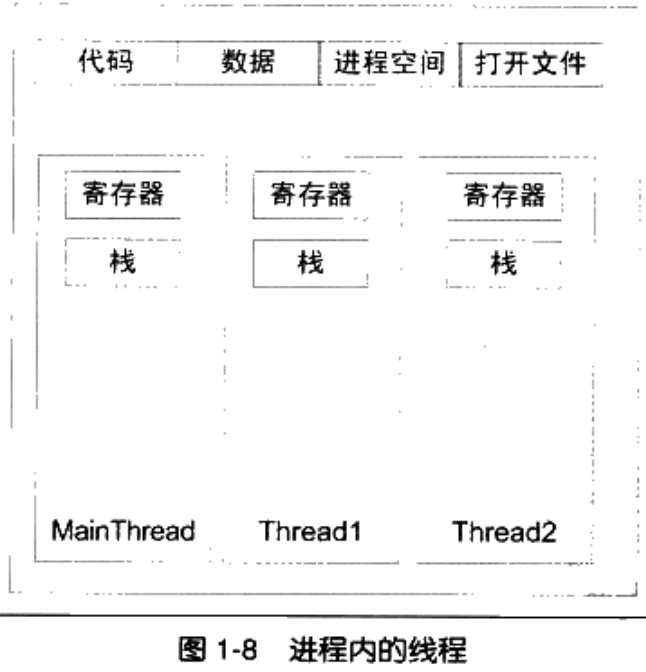 代码 数据 进程空间 打开文件
寄存器 寄存器 寄存器
栈 栈 栈
MainThread Thread1 Thread2
图 1-8 进程内的线程